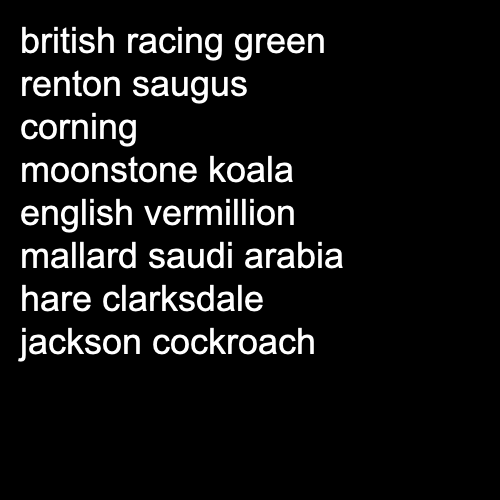 british racing green
renton saugus
corning
moonstone koala
english vermillion
mallard saudi arabia
hare clarksdale
jackson cockroach